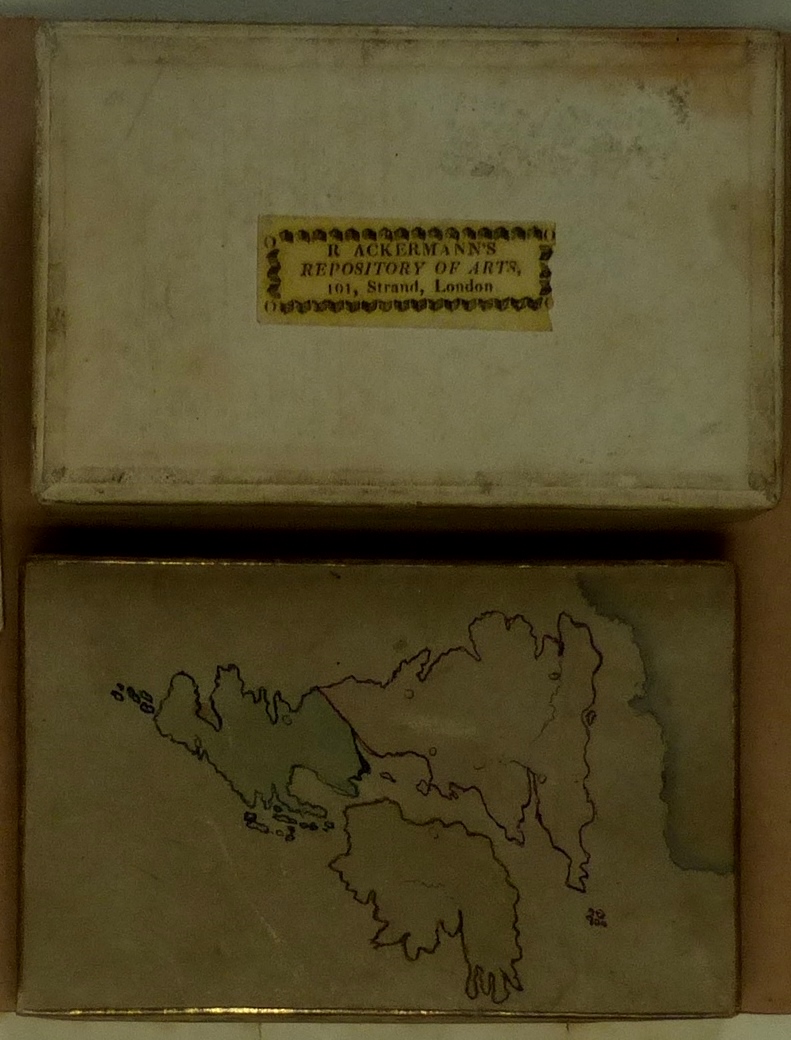 R ACKERMANN'S
REPOSITORY OF ARTS,
101, Strand, London